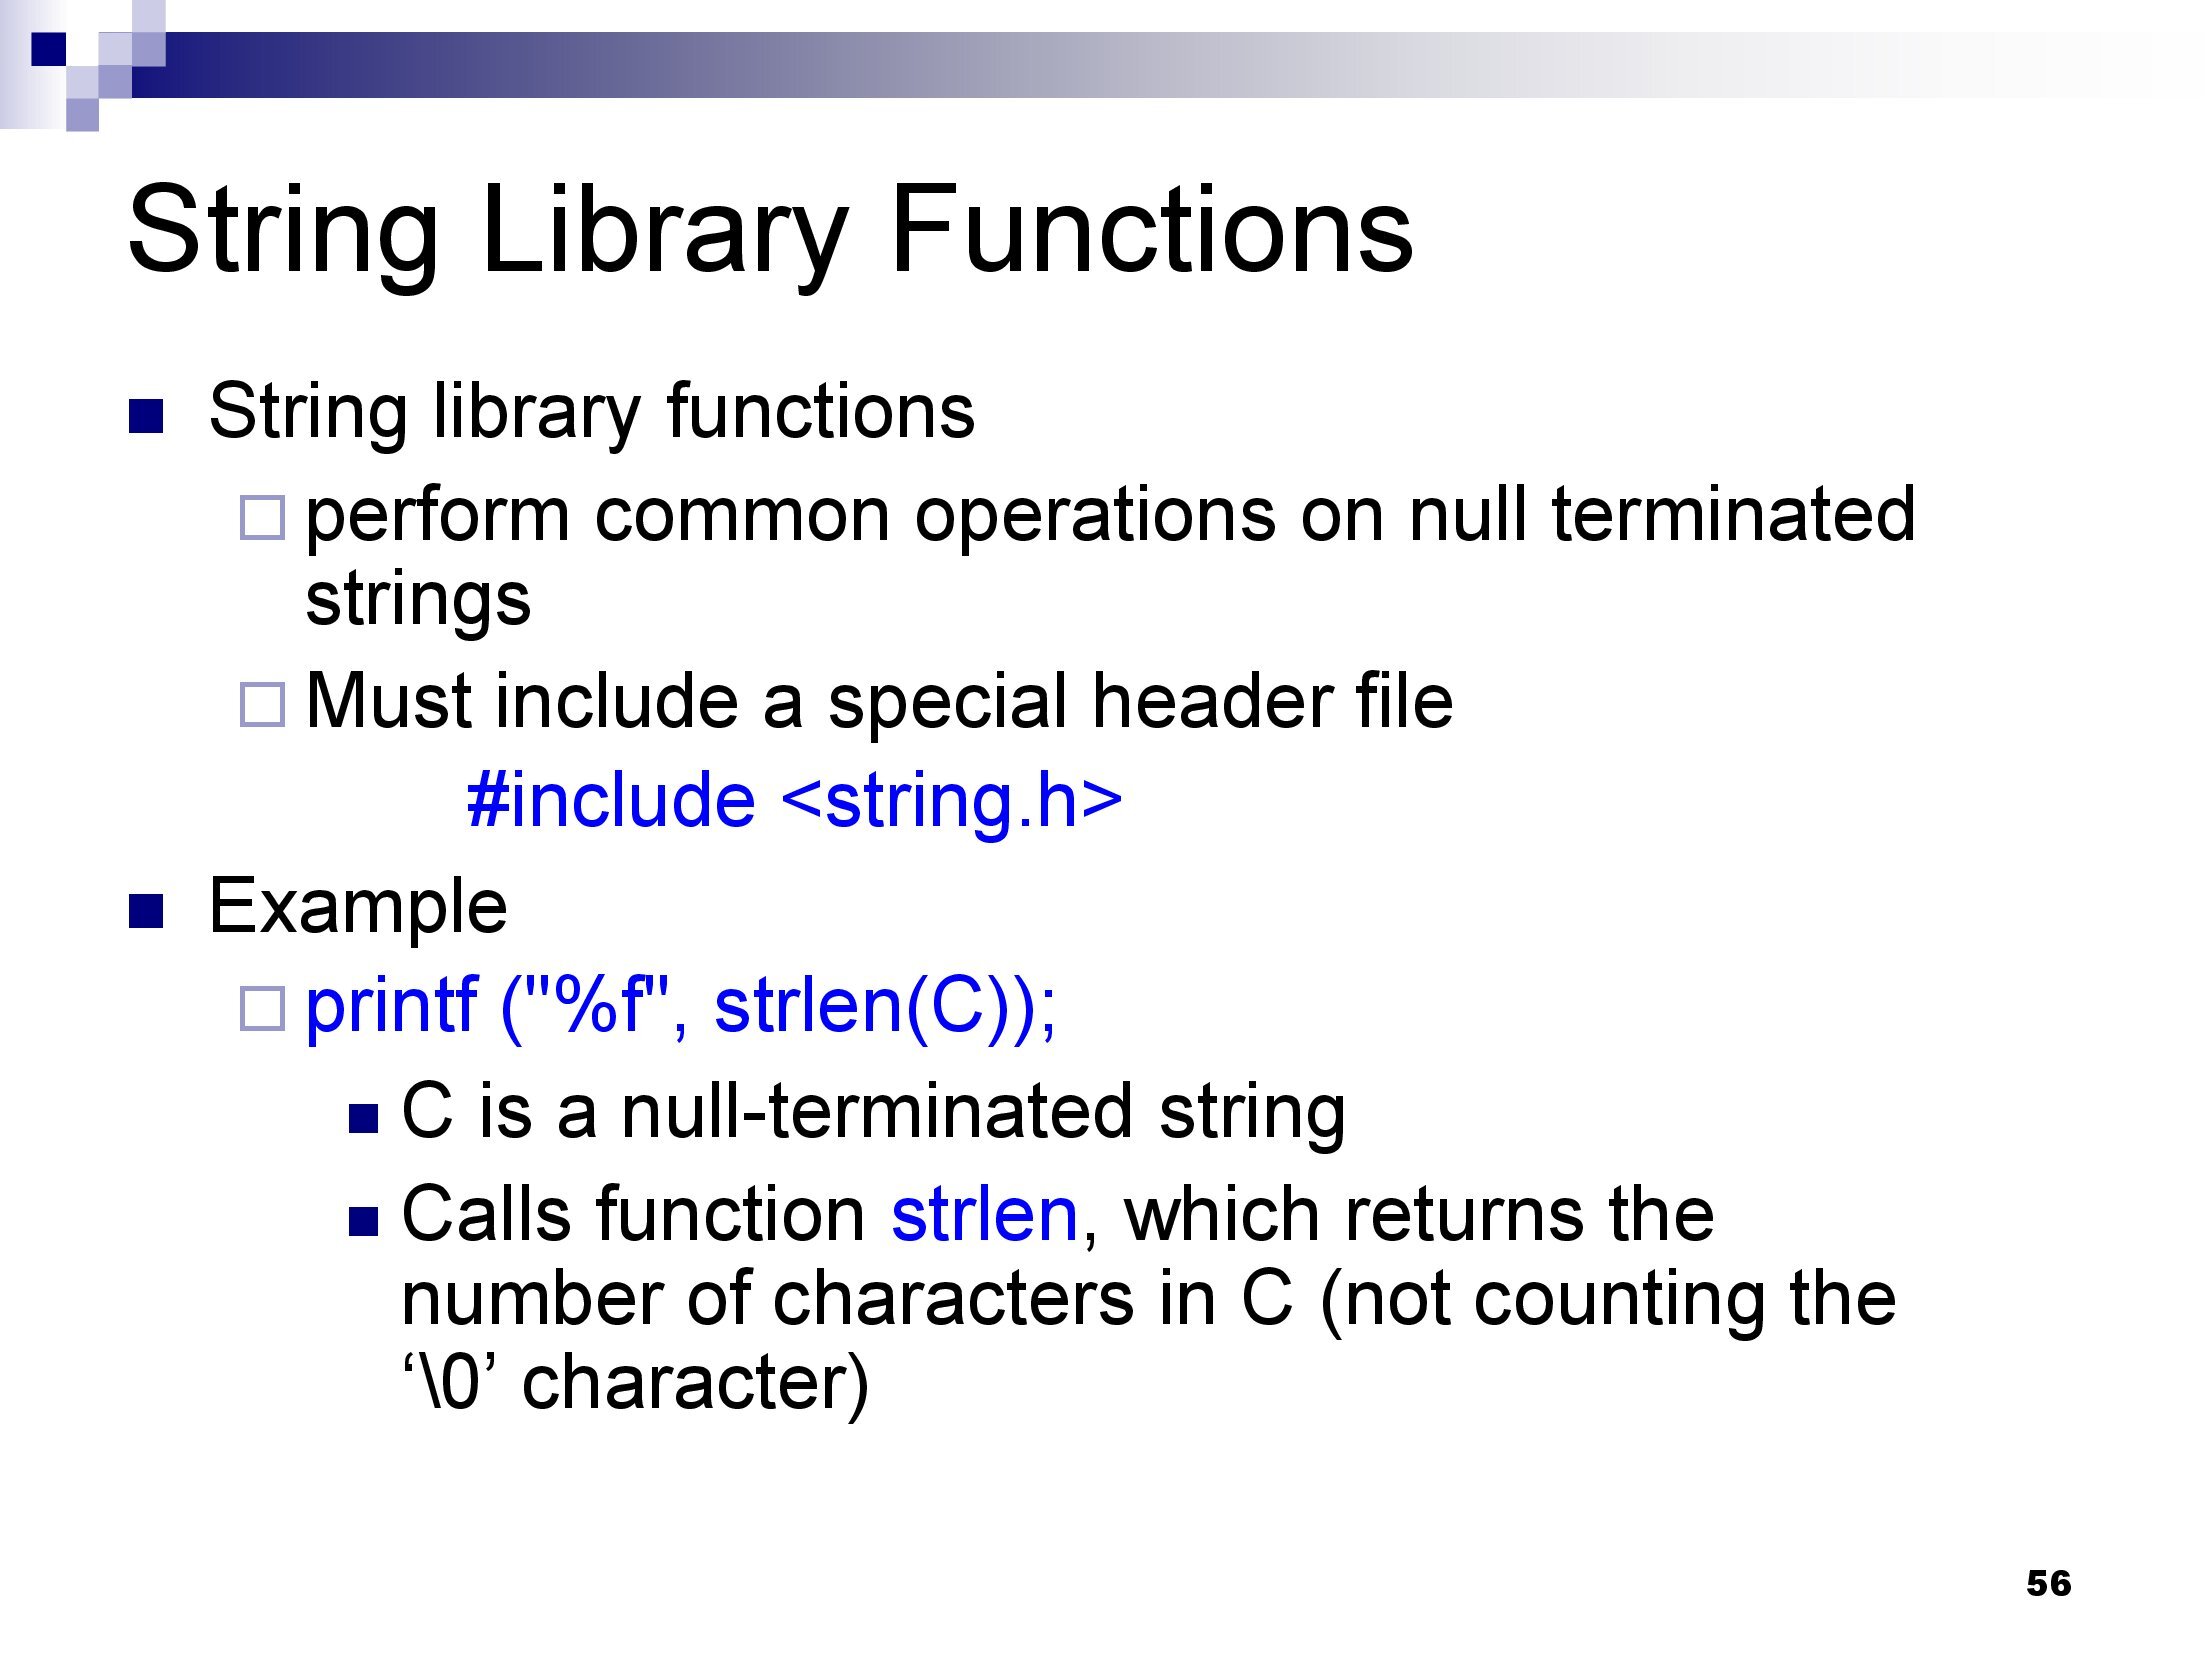 String Library Functions
String library functions
perform common operations on null terminated
strings
Must include a special header file
#include <string.h>
Example
printf ("%f", strlen(C));
C is a null-terminated string
Calls function strlen, which returns the
number of characters in C (not counting the
‘\0’ character)
56